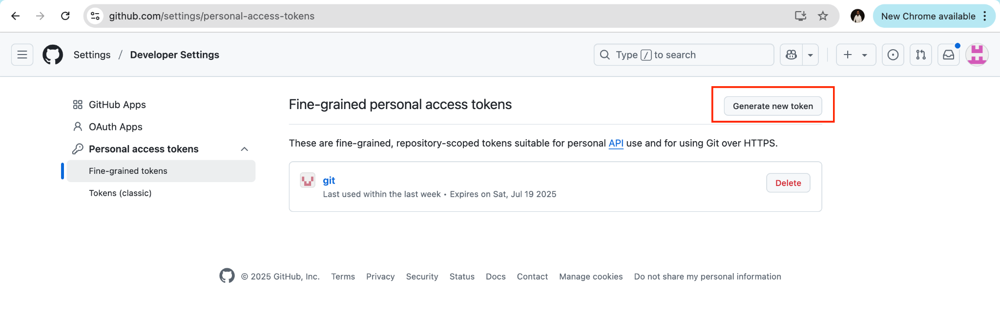 github.com/settings/personal-access-tokens
New Chrome available
Settings / Developer Settings
Type / to search
GitHub Apps
OAuth Apps
Personal access tokens
Fine-grained tokens
Tokens (classic)
Fine-grained personal access tokens
Generate new token
These are fine-grained, repository-scoped tokens suitable for personal API use and for using Git over HTTPS.
git
Last used within the last week • Expires on Sat, Jul 19 2025
Delete
© 2025 GitHub, Inc. Terms Privacy Security Status Docs Contact Manage cookies Do not share my personal information